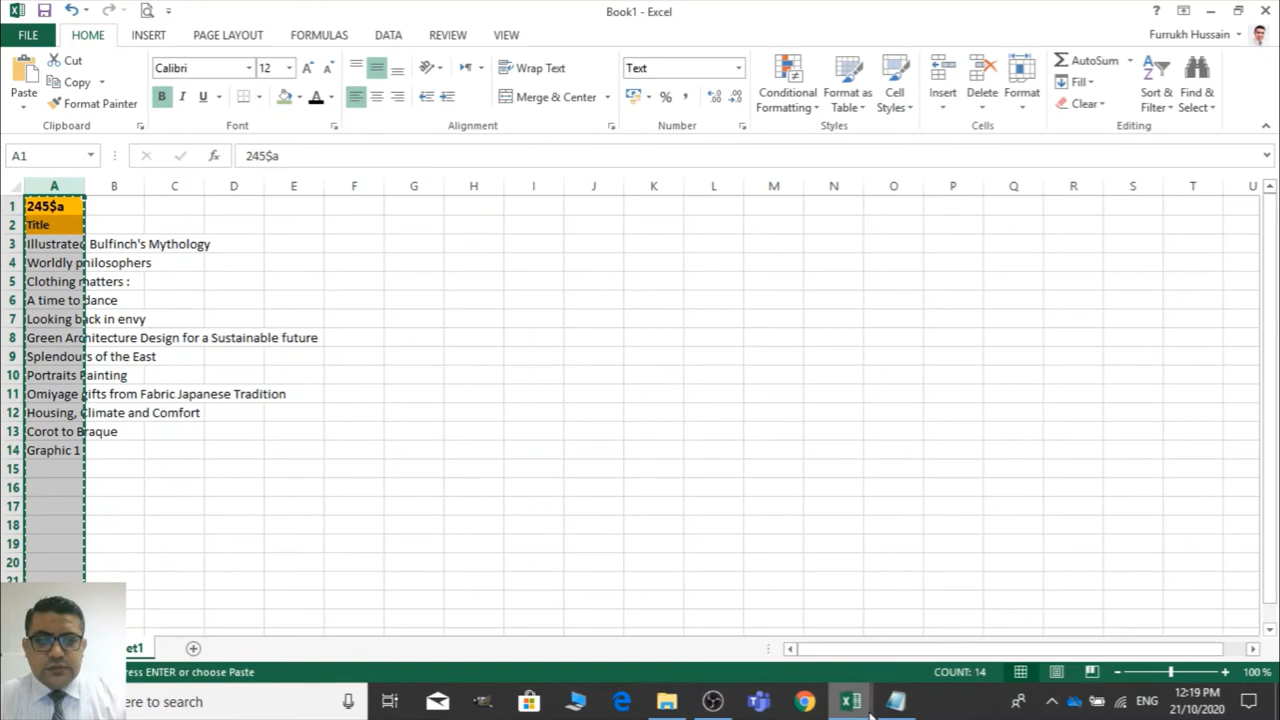 Book1 - Excel
?
FILE HOME INSERT PAGE LAYOUT FORMULAS DATA REVIEW VIEW Furrukh Hussain
Paste Cut Copy Format Painter
Calibri 12
B I U
Wrap Text
Merge & Center
Text
%
Conditional Formatting Format as Table Cell Styles
Insert Delete Format
AutoSum Fill Clear
Sort & Filter Find & Select
Clipboard Font Alignment Number Styles Cells Editing
A1 fx 245$a
A B C D E F G H I J K L M N O P Q R S T U
1 245$a
2 Title
3 Illustrated Bulfinch's Mythology
4 Worldly philosophers
5 Clothing matters :
6 A time to dance
7 Looking back in envy
8 Green Architecture Design for a Sustainable future
9 Splendours of the East
10 Portraits Painting
11 Omiyage gifts from Fabric Japanese Tradition
12 Housing, Climate and Comfort
13 Corot to Braque
14 Graphic 1
15
16
17
18
19
20
21
et1
ress ENTER or choose Paste COUNT: 14 100 %
here to search ENG 12:19 PM
21/10/2020